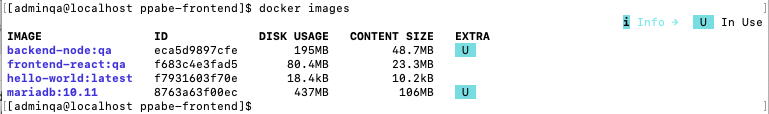 [[adminqa@localhost ppabe-frontend]$ docker images ]
i Info → U In Use
IMAGE ID DISK USAGE CONTENT SIZE EXTRA
backend-node:qa eca5d9897cfe 195MB 48.7MB U
frontend-react:qa f683c4e3fad5 80.4MB 23.3MB
hello-world:latest f7931603f70e 18.4kB 10.2kB
mariadb:10.11 8763a63f00ec 437MB 106MB U
[[adminqa@localhost ppabe-frontend]$ ]